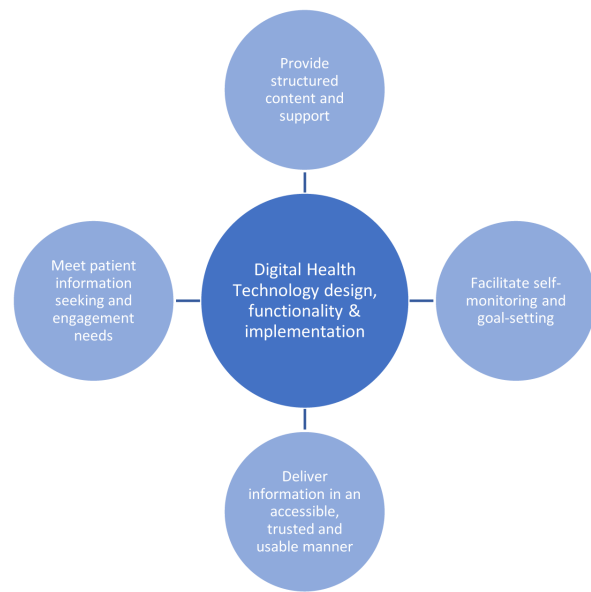 Provide
structured
content and
support
Meet patient
information
seeking and
engagement
needs
Digital Health
Technology design,
functionality &
implementation
Facilitate self-
monitoring and
goal-setting
Deliver
information in an
accessible,
trusted and
usable manner